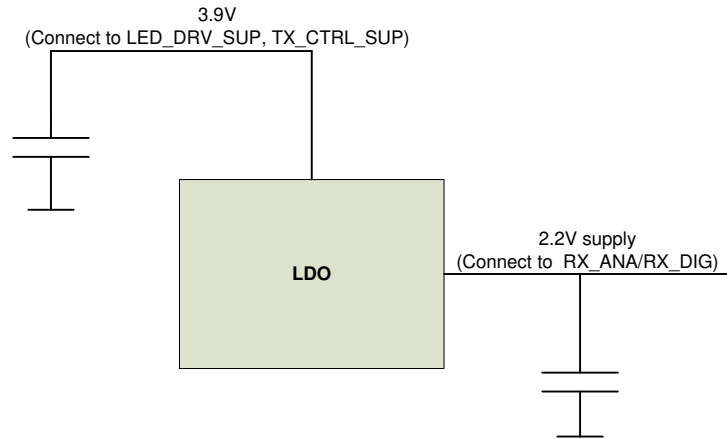 3.9V
(Connect to LED_DRV_SUP, TX_CTRL_SUP)
LDO
2.2V supply
(Connect to  RX_ANA/RX_DIG)